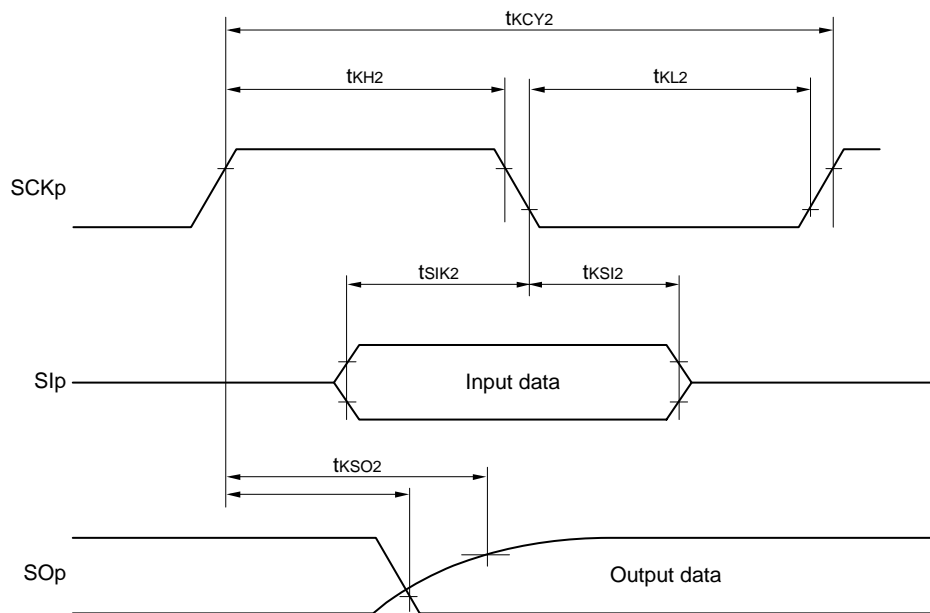 tKCY2
tKH2
tKL2
SCKp
tSIK2
tKSI2
SIp
Input data
tKSO2
SOp
Output data